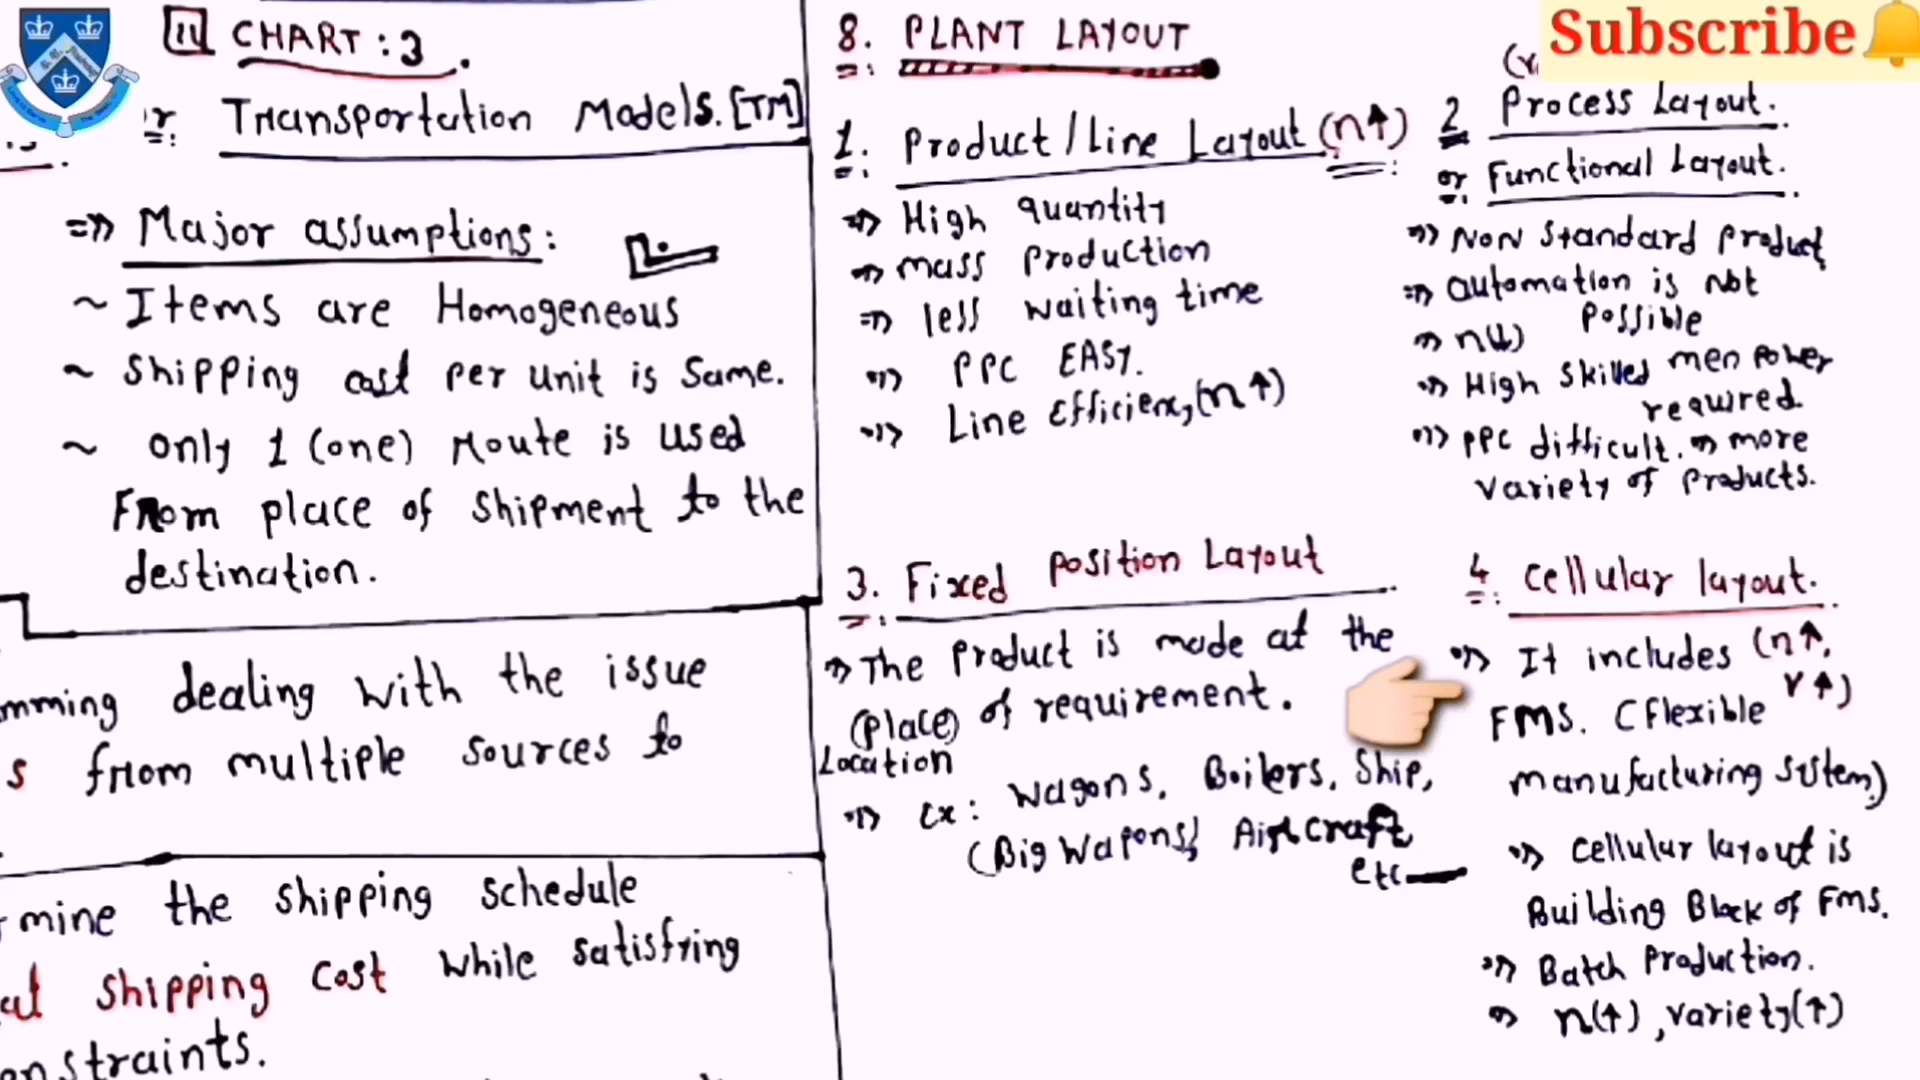 CHART : 3
Transportation Models. [TM]
=> Major assumptions :
~ Items are Homogeneous
~ Shipping cost per unit is Same.
~ only 1 (one) Route is used
From place of Shipment to the
destination.
mming dealing with the issue
s from multiple sources to
mine the shipping schedule
al shipping cost while satisfying
onstraints.
8. PLANT LAYOUT
1. Product / Line Layout (n↑)
=> High quantity
=> mass production
=> less waiting time
=> PPC EASY.
=> Line Efficiency (n↑)
3. Fixed Position Layout
=> The product is made at the
(place) of requirement.
Location
=> Ex : Wagons, Boilers, Ship,
(Big Wapons), Aircraft
etc
Subscribe
2 Process Layout.
or Functional Layout.
=> Non standard product
=> automation is not
possible
=> n(↓)
=> High skilled men power
required.
=> PPC difficult. => more
variety of products.
4 Cellular layout.
=> It includes (n↑,
v↑)
FMS. (Flexible
manufacturing system)
=> cellular layout is
Building Block of FMS.
=> Batch Production.
=> n(↑), variety(↑)